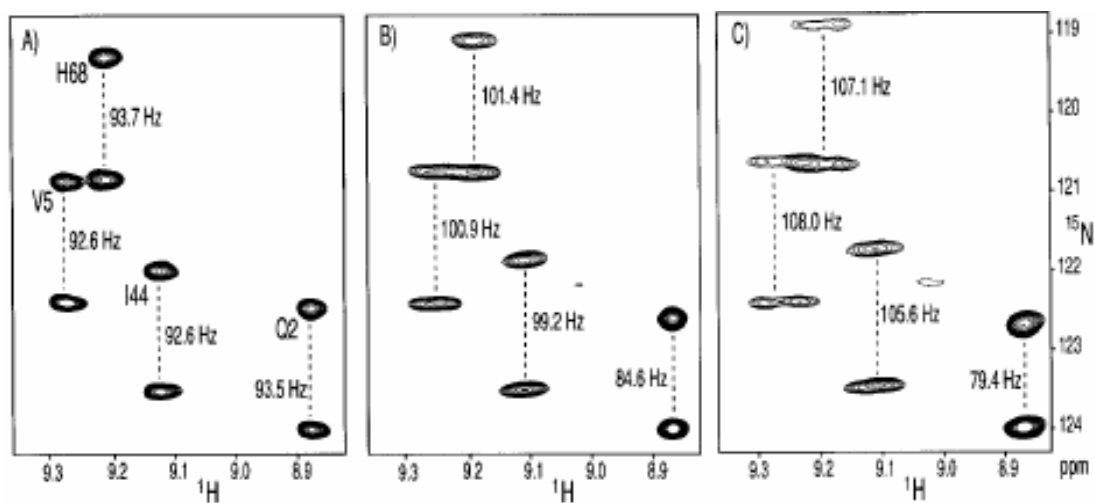 A)
H68
93.7 Hz
V5
92.6 Hz
I44
92.6 Hz
Q2
93.5 Hz
9.3 9.2 9.1 9.0 8.9
¹H
B)
101.4 Hz
100.9 Hz
99.2 Hz
84.6 Hz
9.3 9.2 9.1 9.0 8.9
¹H
C)
107.1 Hz
108.0 Hz
105.6 Hz
79.4 Hz
9.3 9.2 9.1 9.0 8.9 ppm
¹H
119
120
121
¹⁵N
122
123
124